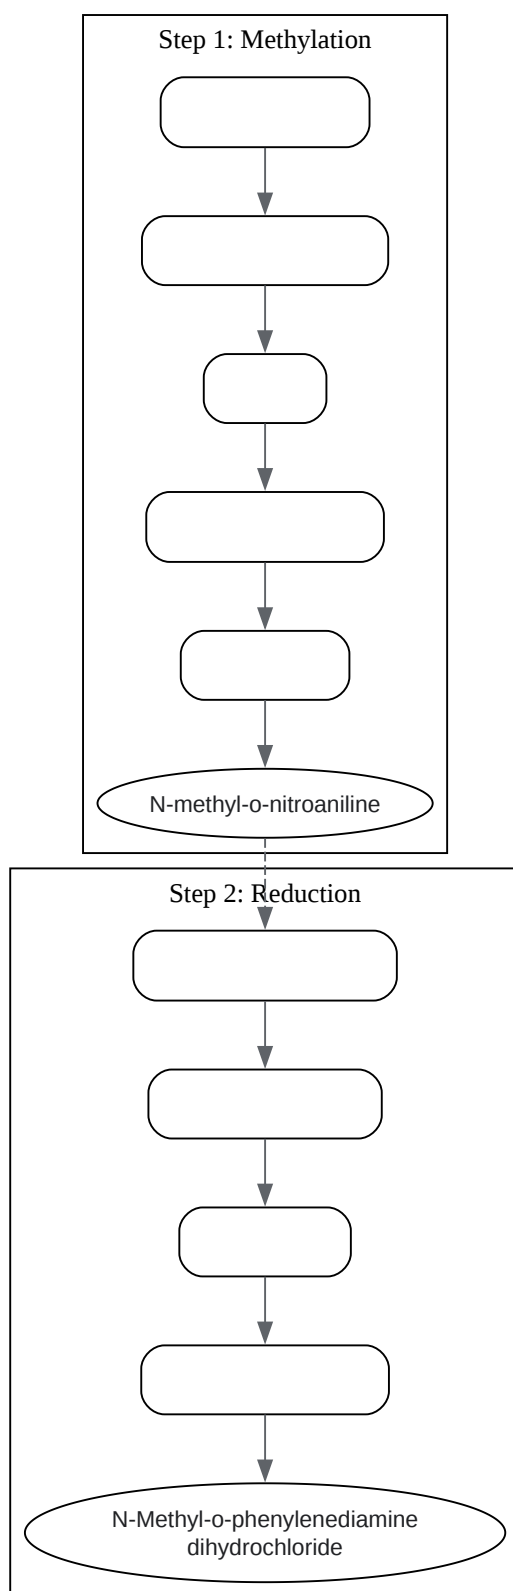 Step 1: Methylation
N-methyl-o-nitroaniline
Step 2: Reduction
N-Methyl-o-phenylenediamine
dihydrochloride